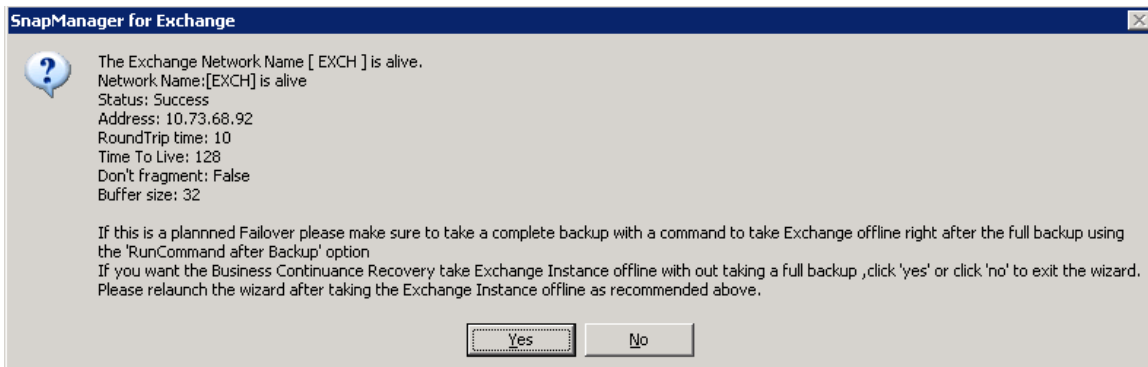 SnapManager for Exchange
The Exchange Network Name [ EXCH ] is alive.
Network Name:[EXCH] is alive
Status: Success
Address: 10.73.68.92
RoundTrip time: 10
Time To Live: 128
Don't fragment: False
Buffer size: 32
If this is a plannned Failover please make sure to take a complete backup with a command to take Exchange offline right after the full backup using
the 'RunCommand after Backup' option
If you want the Business Continuance Recovery take Exchange Instance offline with out taking a full backup ,click 'yes' or click 'no' to exit the wizard.
Please relaunch the wizard after taking the Exchange Instance offline as recommended above.
Yes No